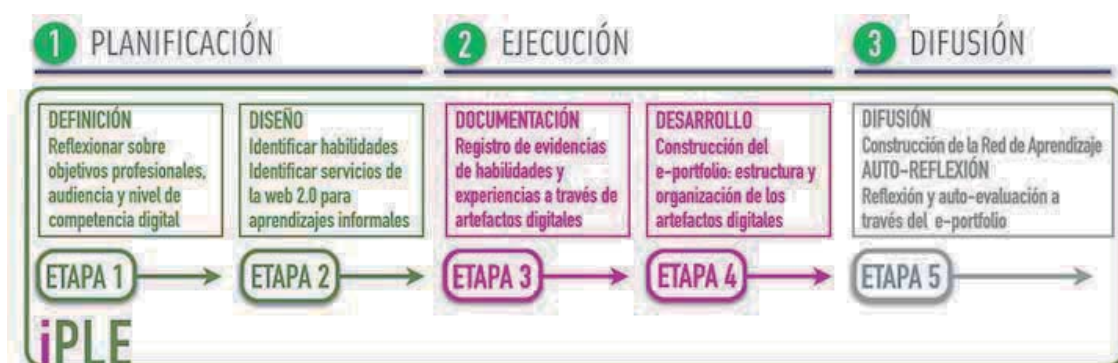 1 PLANIFICACIÓN
2 EJECUCIÓN
3 DIFUSIÓN
DEFINICIÓN
Reflexionar sobre
objetivos profesionales,
audiencia y nivel de
competencia digital
DISEÑO
Identificar habilidades
Identificar servicios de
la web 2.0 para
aprendizajes informales
DOCUMENTACIÓN
Registro de evidencias
de habilidades y
experiencias a través de
artefactos digitales
DESARROLLO
Construcción del
e-portfolio: estructura y
organización de los
artefactos digitales
DIFUSIÓN
Construcción de la Red de Aprendizaje
AUTO-REFLEXIÓN
Reflexión y auto-evaluación a
través del e-portfolio
ETAPA 1
ETAPA 2
ETAPA 3
ETAPA 4
ETAPA 5
iPLE